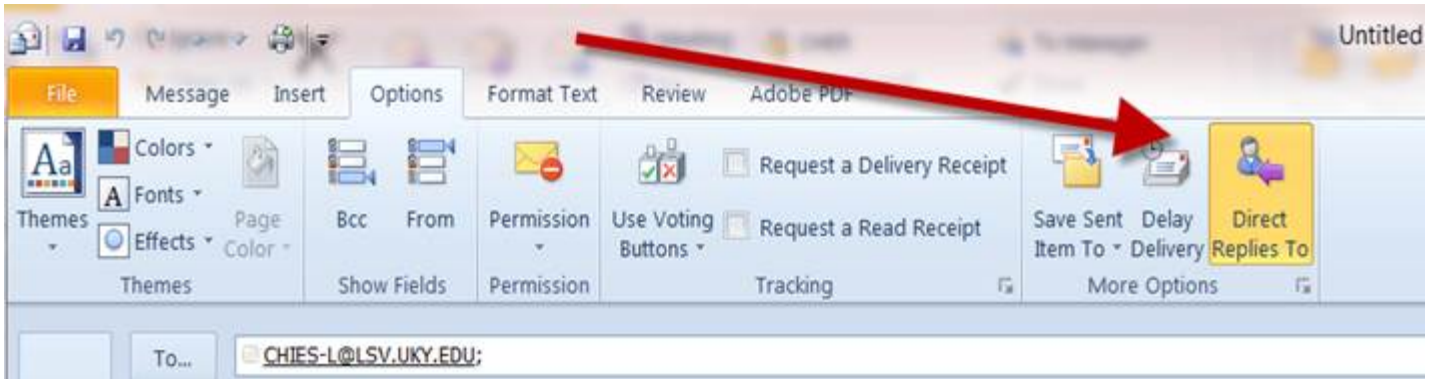 Untitled
File Message Insert Options Format Text Review Adobe PDF
Aa Colors
A Fonts
Effects
Themes
Page
Color
Themes
Bcc From
Show Fields
Permission
Permission
Use Voting
Buttons
Request a Delivery Receipt
Request a Read Receipt
Tracking
Save Sent
Item To
Delay
Delivery
Direct
Replies To
More Options
To... CHIES-L@LSV.UKY.EDU;